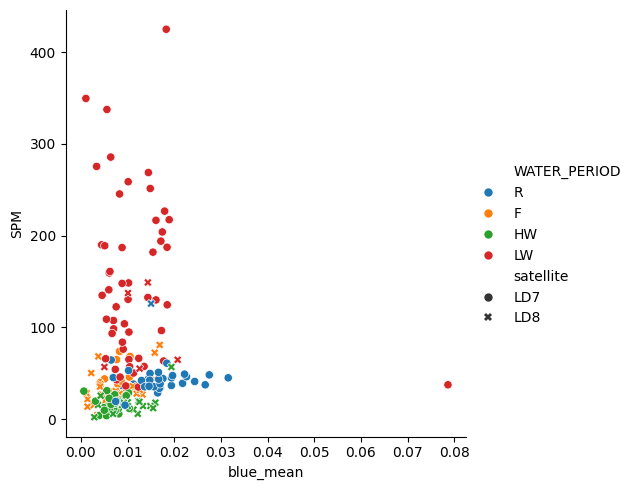 400
300
200
100
0
SPM
0.00 0.01 0.02 0.03 0.04 0.05 0.06 0.07 0.08
blue_mean
WATER_PERIOD
R
F
HW
LW
satellite
LD7
LD8